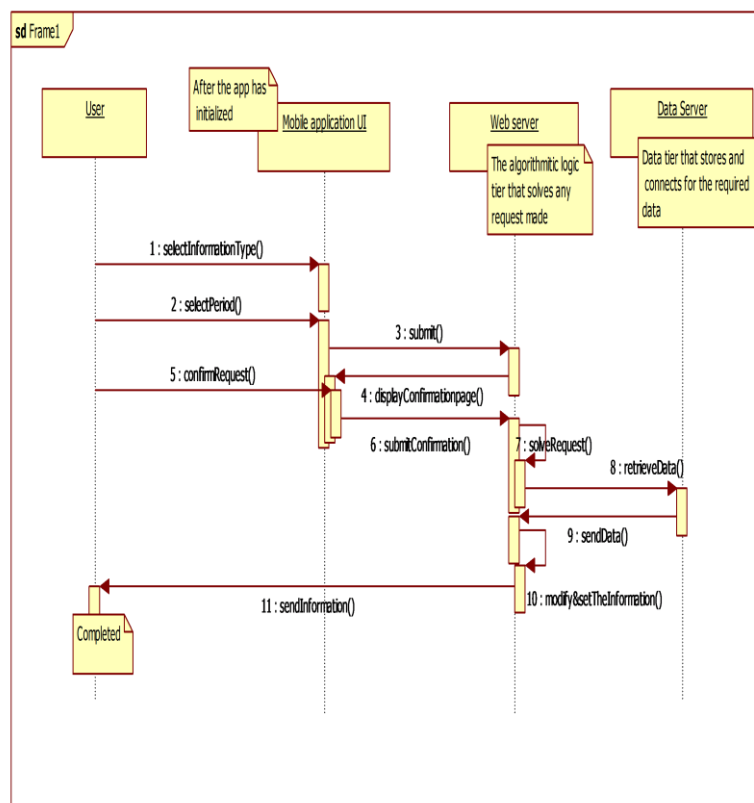 sd Frame1
After the app has
initialized
User
Mobile application UI
Web server
Data Server
The algorithmitic logic
tier that solves any
request made
Data tier that stores and
connects for the required
data
1 : selectInformationType()
2 : selectPeriod()
3 : submit()
5 : confirmRequest()
4 : displayConfirmationpage()
6 : submitConfirmation()
7 : solveRequest()
8 : retrieveData()
9 : sendData()
11 : sendInformation()
10 : modify&setTheInformation()
Completed